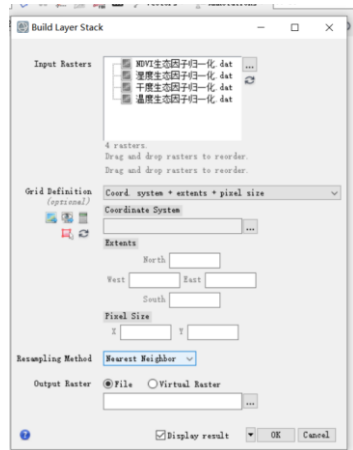 Build Layer Stack
Input Rasters
NDVI生态因子归一化.dat
湿度生态因子归一化.dat
干度生态因子归一化.dat
温度生态因子归一化.dat
...
4 rasters.
Drag and drop rasters to reorder.
Drag and drop rasters to reorder.
Grid Definition
(optional)
Coord. system + extents + pixel size
Coordinate System
...
Extents
North
West
East
South
Pixel Size
X
Y
Resampling Method
Nearest Neighbor
Output Raster
File
Virtual Raster
...
Display result
OK
Cancel